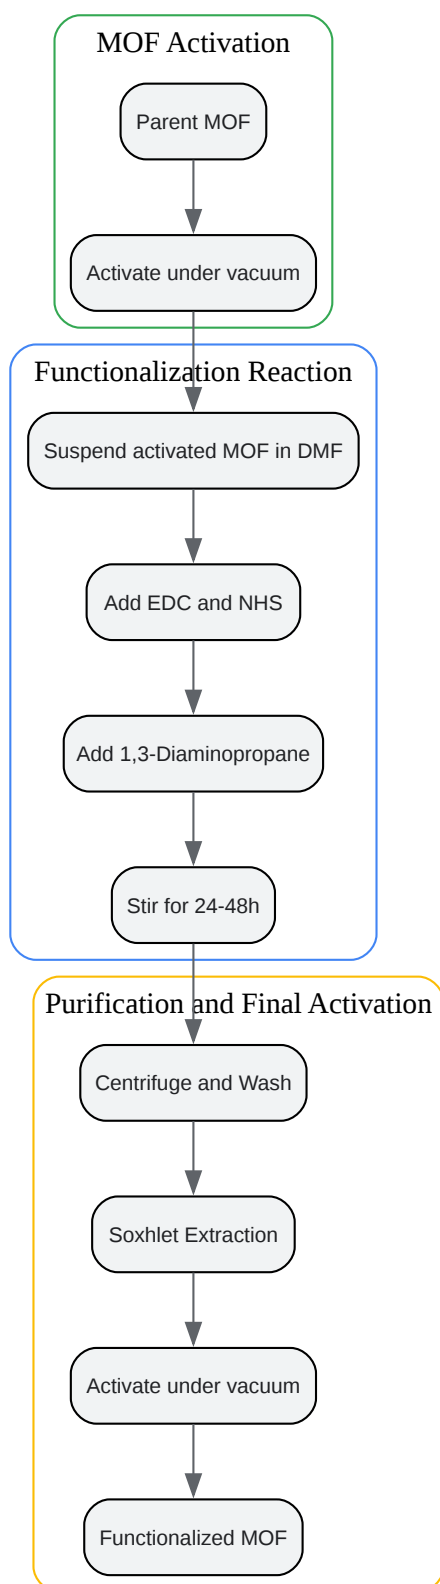 MOF Activation
Parent MOF
Activate under vacuum
Functionalization Reaction
Suspend activated MOF in DMF
Add EDC and NHS
Add 1,3-Diaminopropane
Stir for 24-48h
Purification and Final Activation
Centrifuge and Wash
Soxhlet Extraction
Activate under vacuum
Functionalized MOF